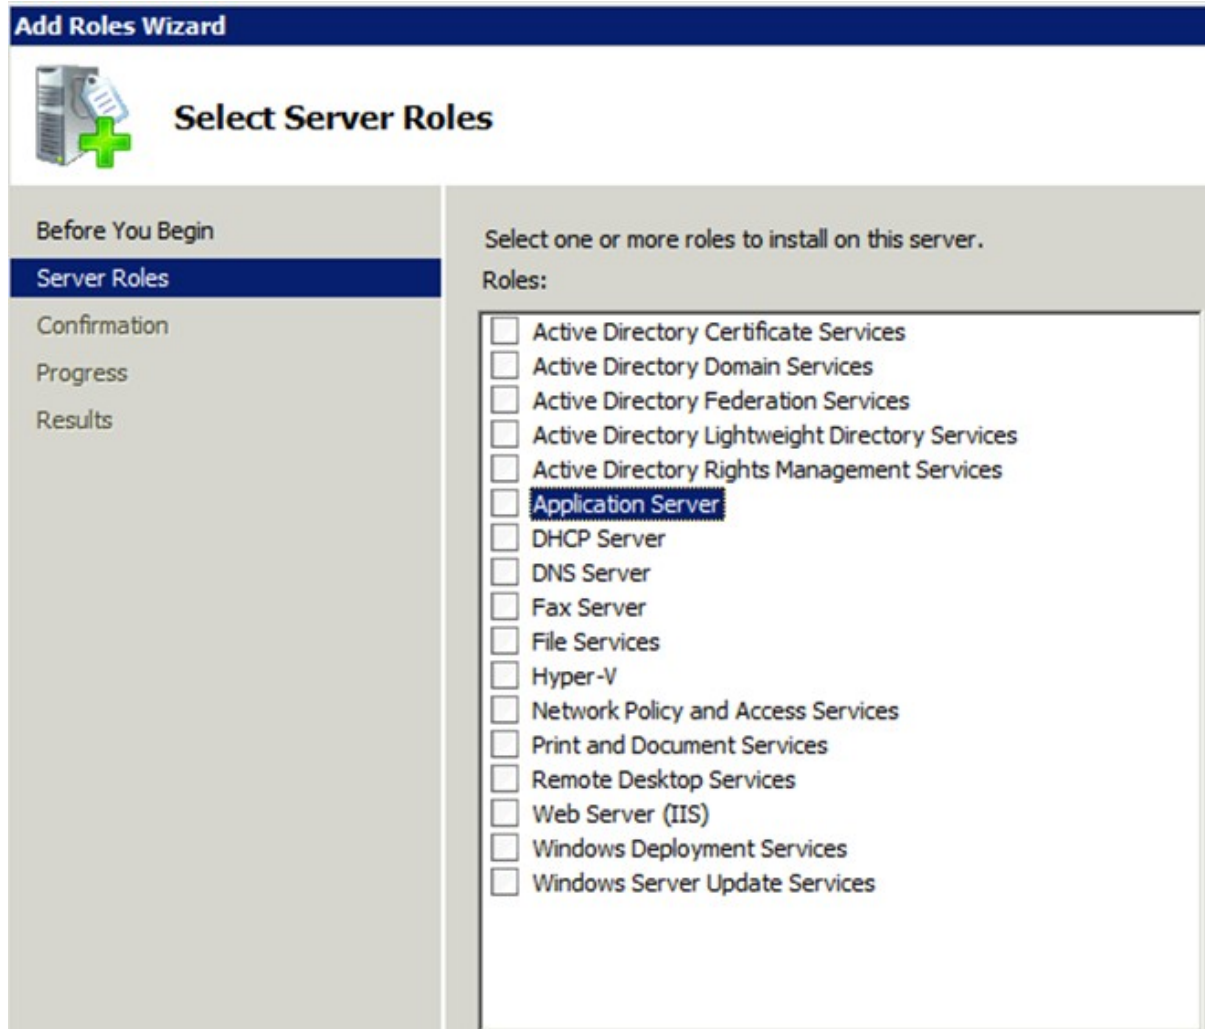 Add Roles Wizard
Select Server Roles
Before You Begin
Server Roles
Confirmation
Progress
Results
Select one or more roles to install on this server.
Roles:
Active Directory Certificate Services
Active Directory Domain Services
Active Directory Federation Services
Active Directory Lightweight Directory Services
Active Directory Rights Management Services
Application Server
DHCP Server
DNS Server
Fax Server
File Services
Hyper-V
Network Policy and Access Services
Print and Document Services
Remote Desktop Services
Web Server (IIS)
Windows Deployment Services
Windows Server Update Services